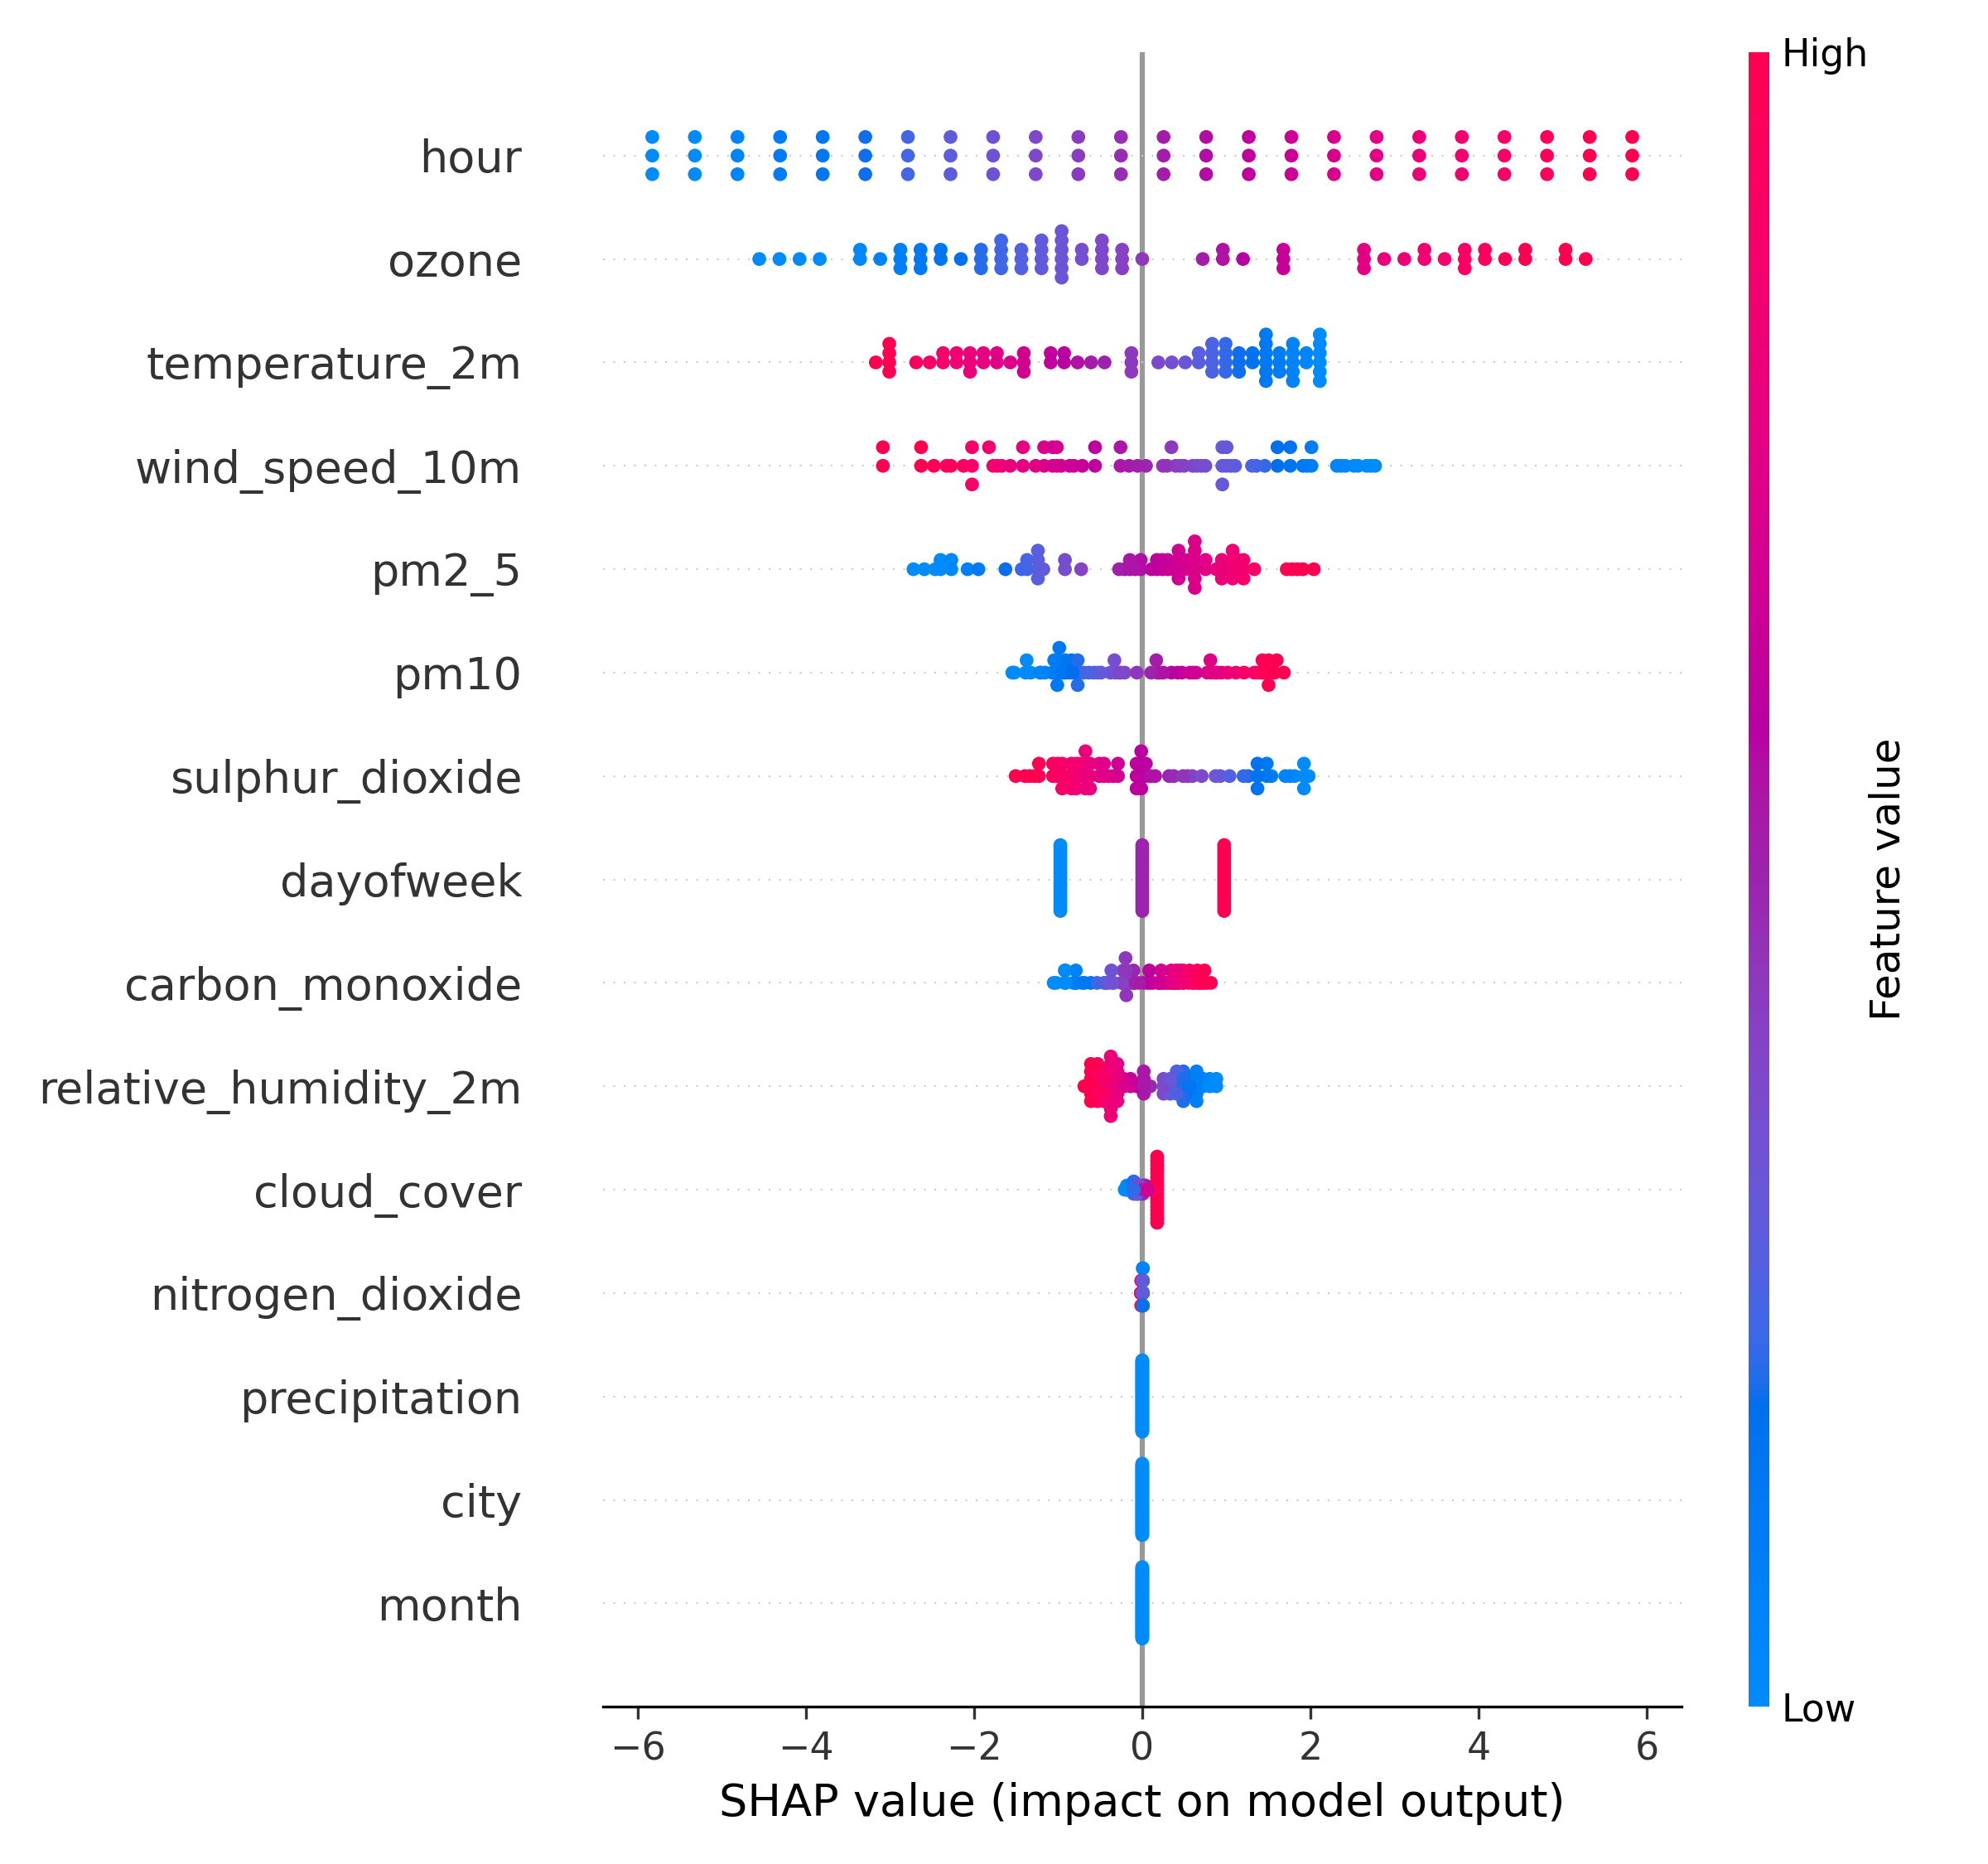 High
hour
ozone
temperature_2m
wind_speed_10m
pm2_5
pm10
sulphur_dioxide
dayofweek
carbon_monoxide
relative_humidity_2m
cloud_cover
nitrogen_dioxide
precipitation
city
month
Feature value
Low
−6 −4 −2 0 2 4 6
SHAP value (impact on model output)